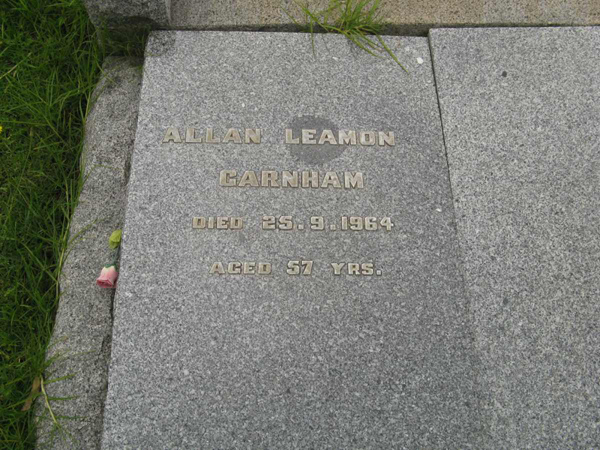 ALLAN LEAMON
GARNHAM
DIED 25.9.1964
AGED 57 YRS.